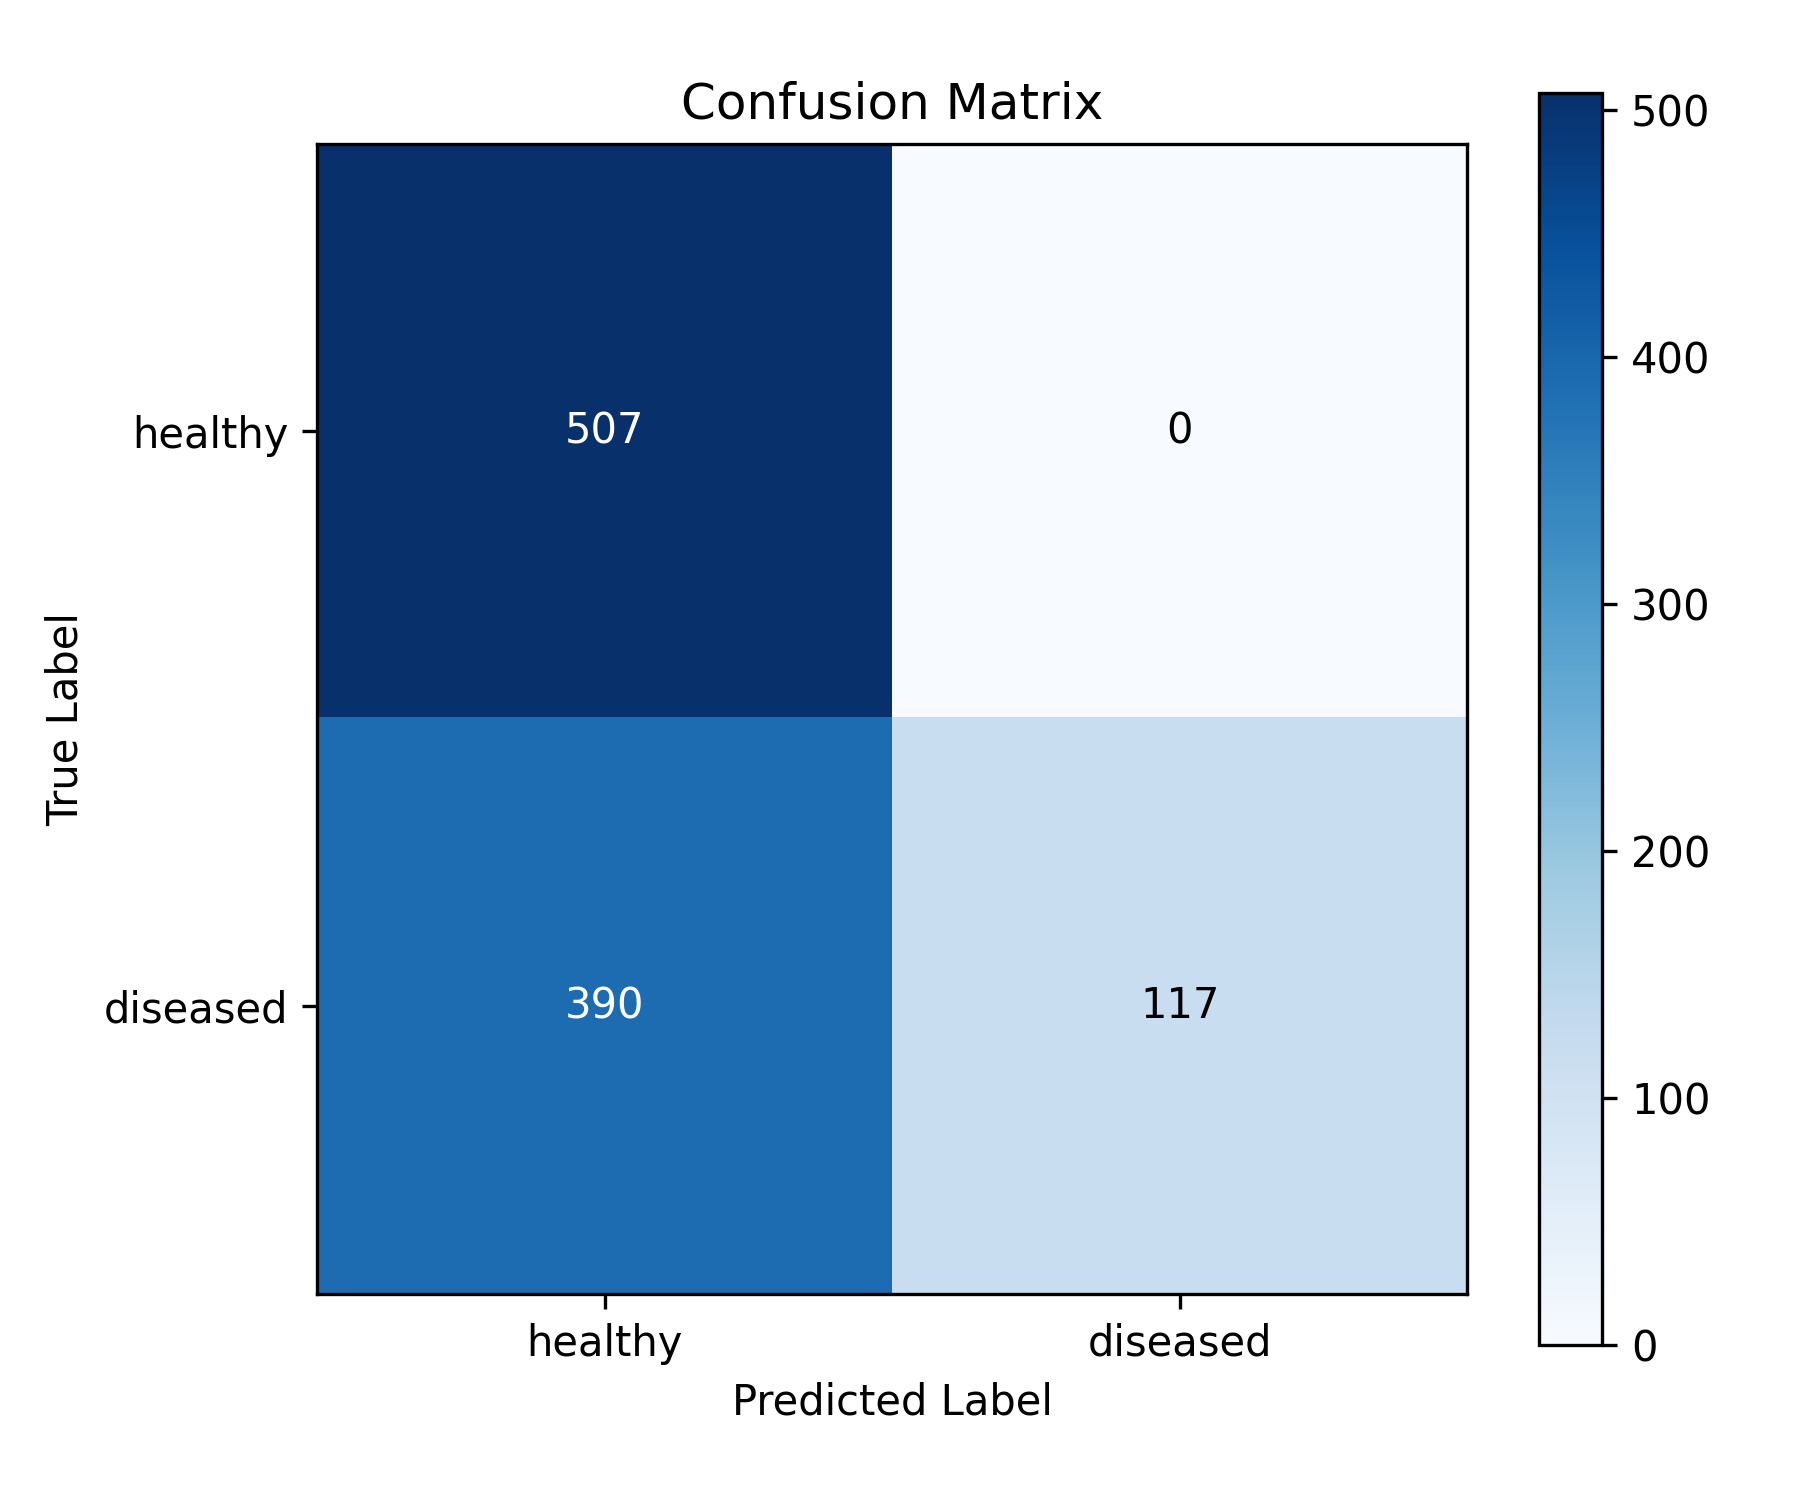 Confusion Matrix
True Label
healthy
diseased
507
0
390
117
healthy
diseased
Predicted Label
500
400
300
200
100
0